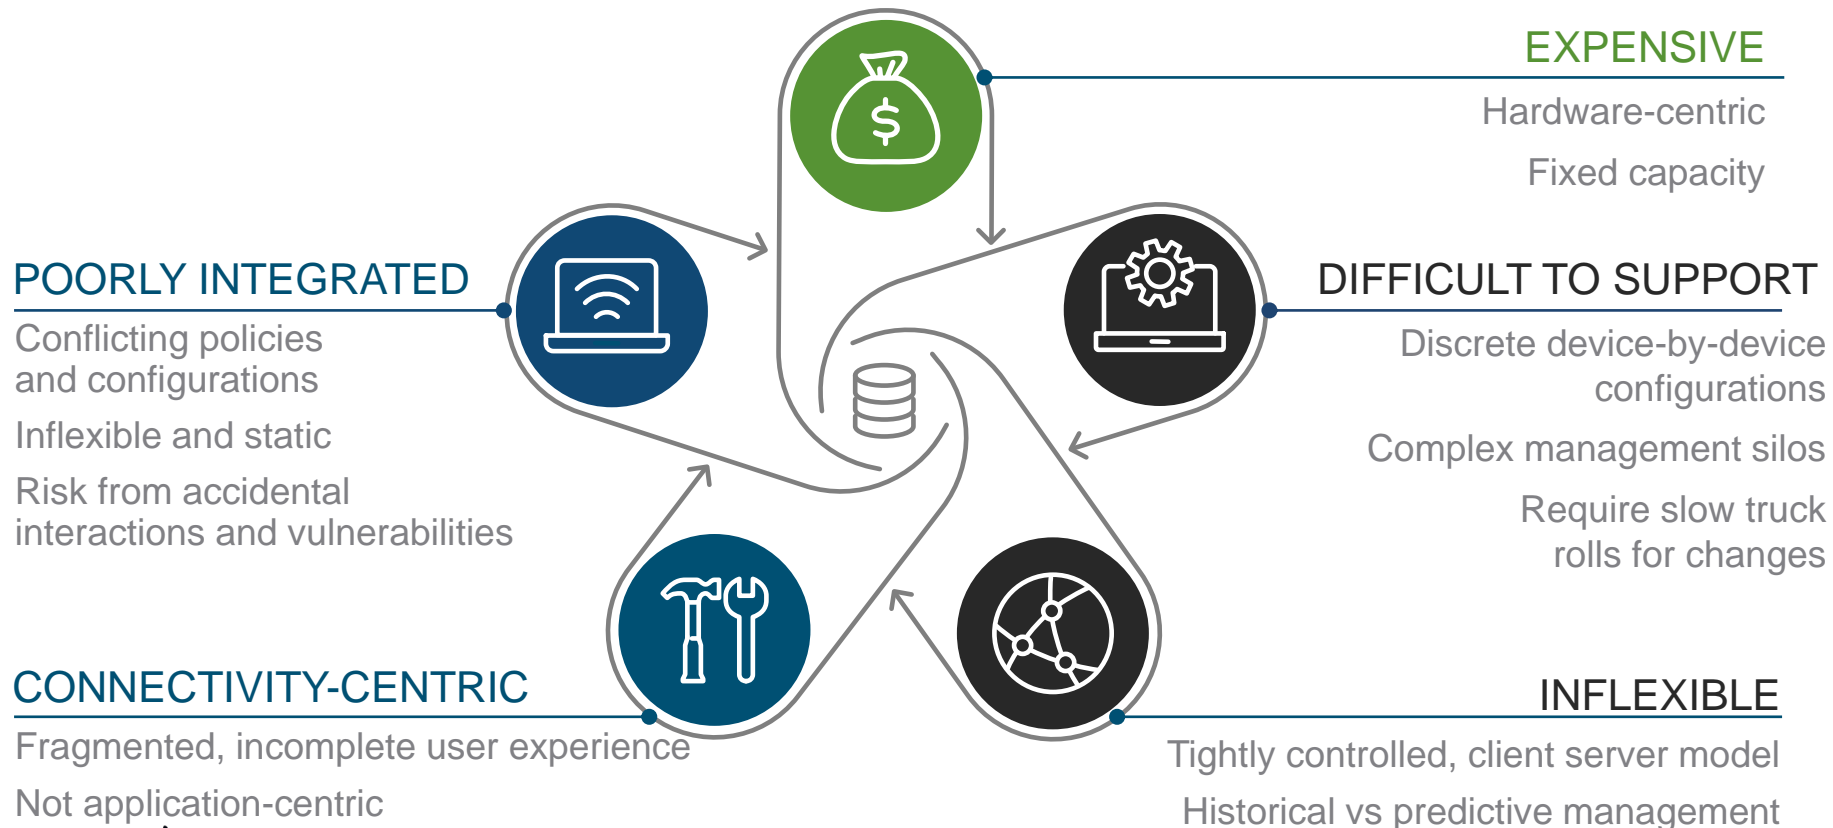 EXPENSIVE
Hardware-centric
Fixed capacity
$
POORLY INTEGRATED
Conflicting policies
and configurations
Inflexible and static
Risk from accidental
interactions and vulnerabilities
DIFFICULT TO SUPPORT
Discrete device-by-device
configurations
Complex management silos
Require slow truck
rolls for changes
CONNECTIVITY-CENTRIC
Fragmented, incomplete user experience
Not application-centric
INFLEXIBLE
Tightly controlled, client server model
Historical vs predictive management